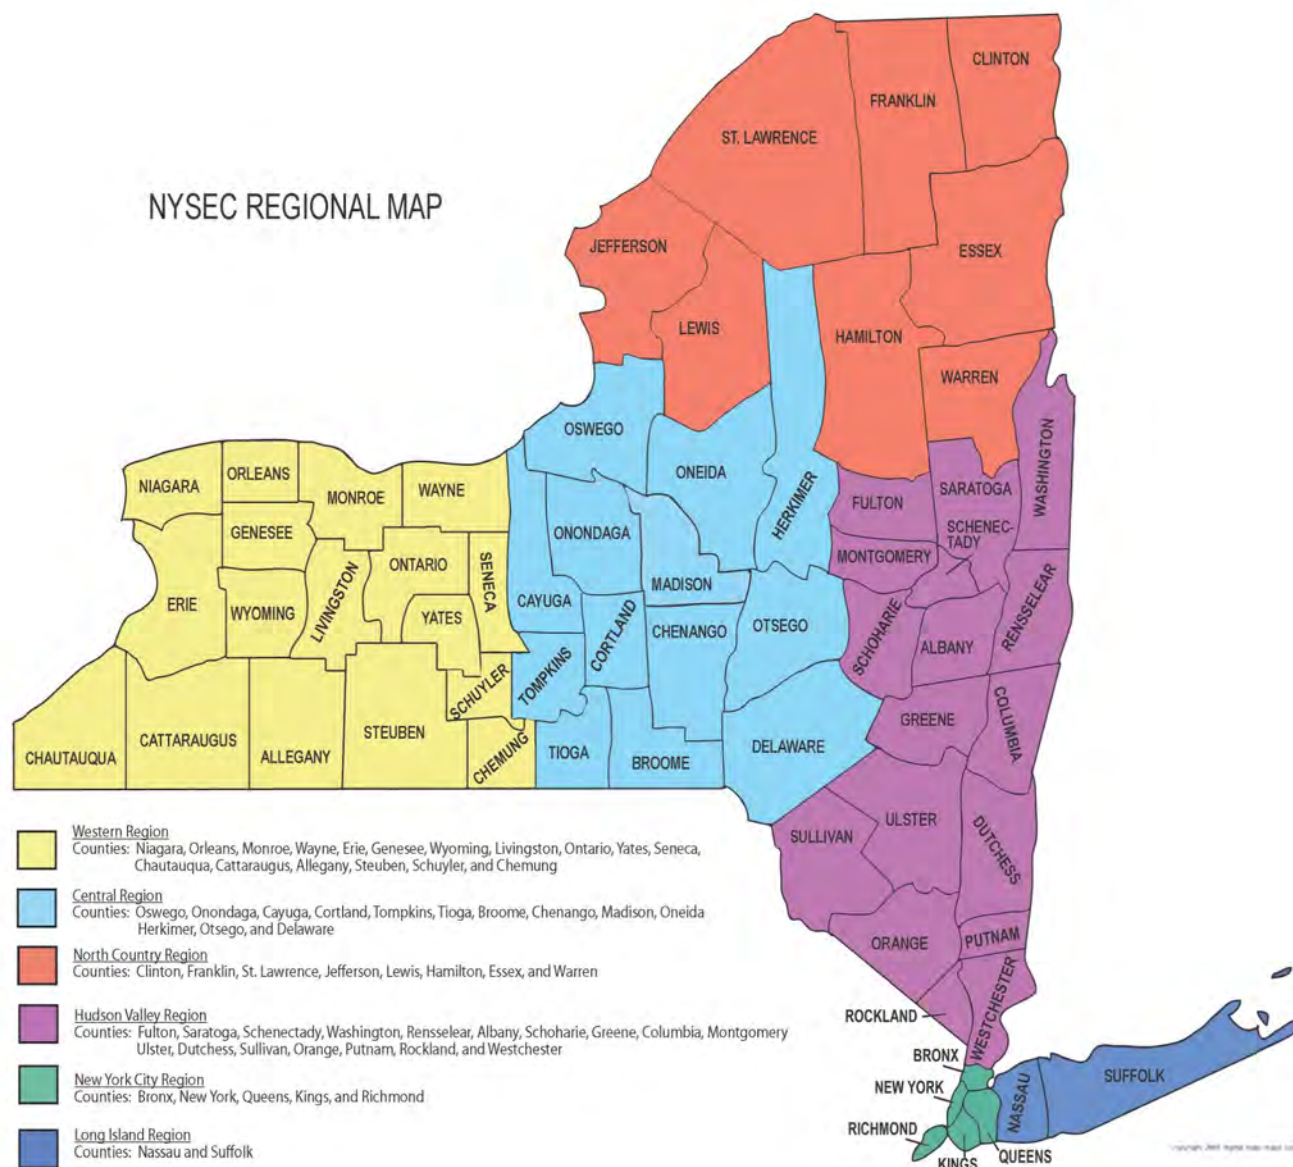 NYSEC REGIONAL MAP
CLINTON
FRANKLIN
ST. LAWRENCE
JEFFERSON
ESSEX
LEWIS
HAMILTON
WARREN
OSWEGO
ONEIDA
HERKIMER
WASHINGTON
NIAGARA
ORLEANS
MONROE
WAYNE
FULTON
SARATOGA
GENESEE
ONONDAGA
SCHENEC-
TADY
MONTGOMERY
ERIE
WYOMING
LIVINGSTON
ONTARIO
SENECA
YATES
CAYUGA
MADISON
CORTLAND
CHENANGO
OTSEGO
SCHOHARIE
ALBANY
RENSSELEAR
CHAUTAUQUA
CATTARAUGUS
ALLEGANY
STEUBEN
SCHUYLER
TOMPKINS
CHEMUNG
TIOGA
BROOME
DELAWARE
GREENE
COLUMBIA
SULLIVAN
ULSTER
DUTCHESS
ORANGE
PUTNAM
ROCKLAND
WESTCHESTER
BRONX
NEW YORK
RICHMOND
KINGS
QUEENS
NASSAU
SUFFOLK
Western Region
Counties: Niagara, Orleans, Monroe, Wayne, Erie, Genesee, Wyoming, Livingston, Ontario, Yates, Seneca,
Chautauqua, Cattaraugus, Allegany, Steuben, Schuyler, and Chemung
Central Region
Counties: Oswego, Onondaga, Cayuga, Cortland, Tompkins, Tioga, Broome, Chenango, Madison, Oneida
Herkimer, Otsego, and Delaware
North Country Region
Counties: Clinton, Franklin, St. Lawrence, Jefferson, Lewis, Hamilton, Essex, and Warren
Hudson Valley Region
Counties: Fulton, Saratoga, Schenectady, Washington, Rensselear, Albany, Schoharie, Greene, Columbia, Montgomery
Ulster, Dutchess, Sullivan, Orange, Putnam, Rockland, and Westchester
New York City Region
Counties: Bronx, New York, Queens, Kings, and Richmond
Long Island Region
Counties: Nassau and Suffolk